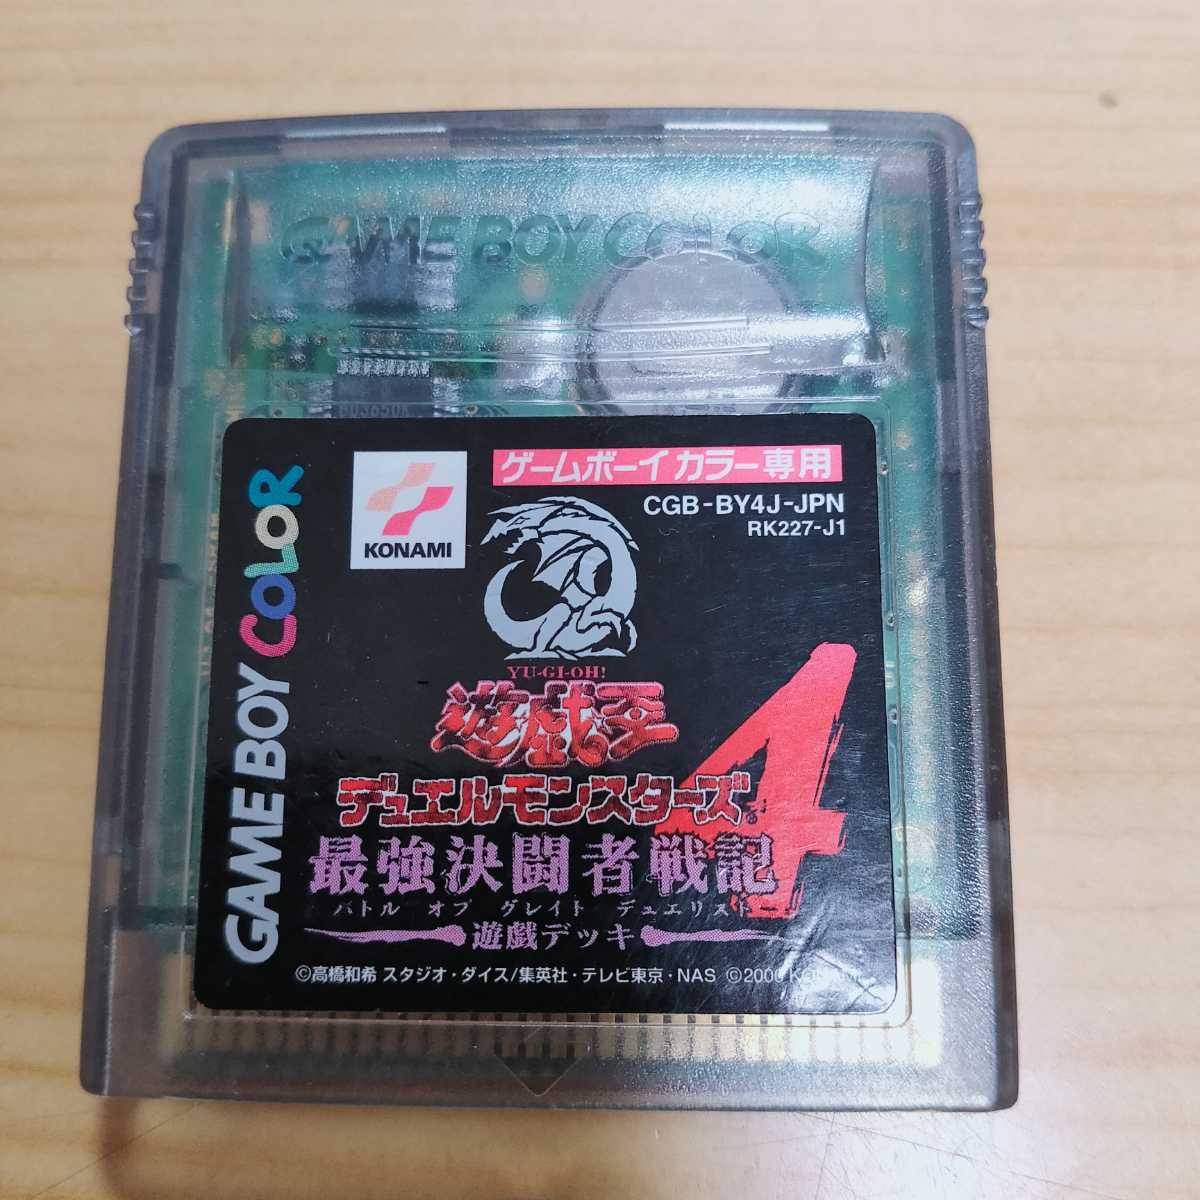 GAME BOY COLOR
ゲームボーイカラー専用
CGB-BY4J-JPN
RK227-J1
KONAMI
GAME BOY COLOR
YU-GI-OH!
遊戯王
デュエルモンスターズ
4
最強決闘者戦記
バトル オブ グレイト デュエリスト
遊戯デッキ
©高橋和希 スタジオ・ダイス/集英社・テレビ東京・NAS ©2000 KONAMI